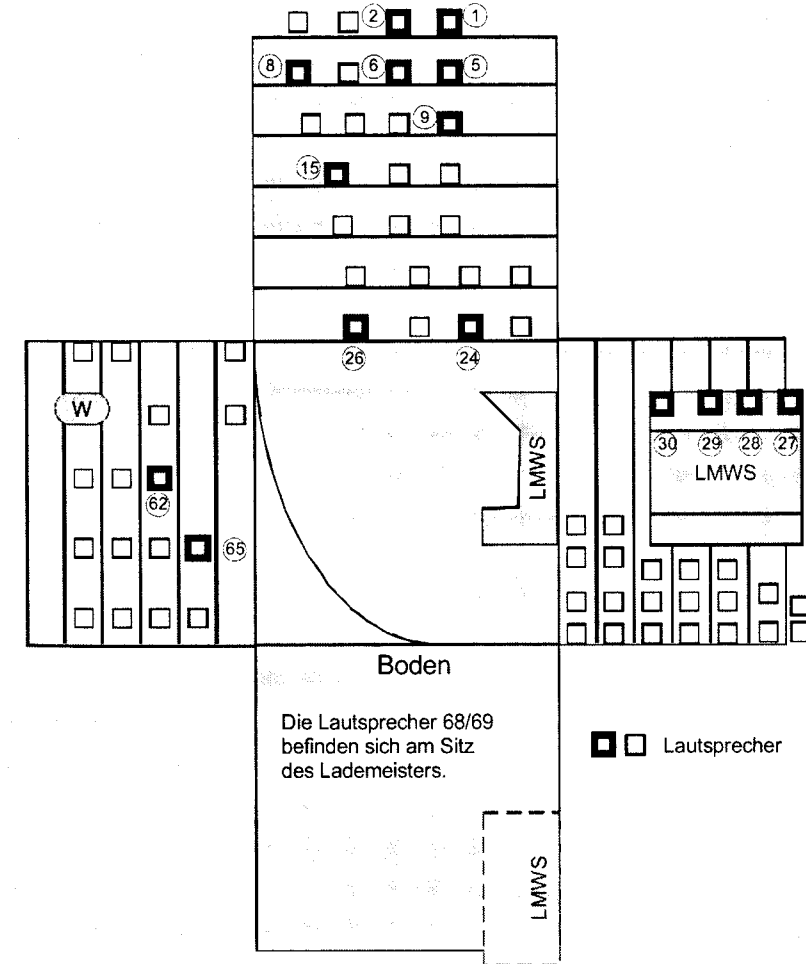 2 1
8 6 5
9
15
26 24
W
LMWS
30 29 28 27
LMWS
62
65
Boden
Die Lautsprecher 68/69
befinden sich am Sitz
des Lademeisters.
Lautsprecher
LMWS